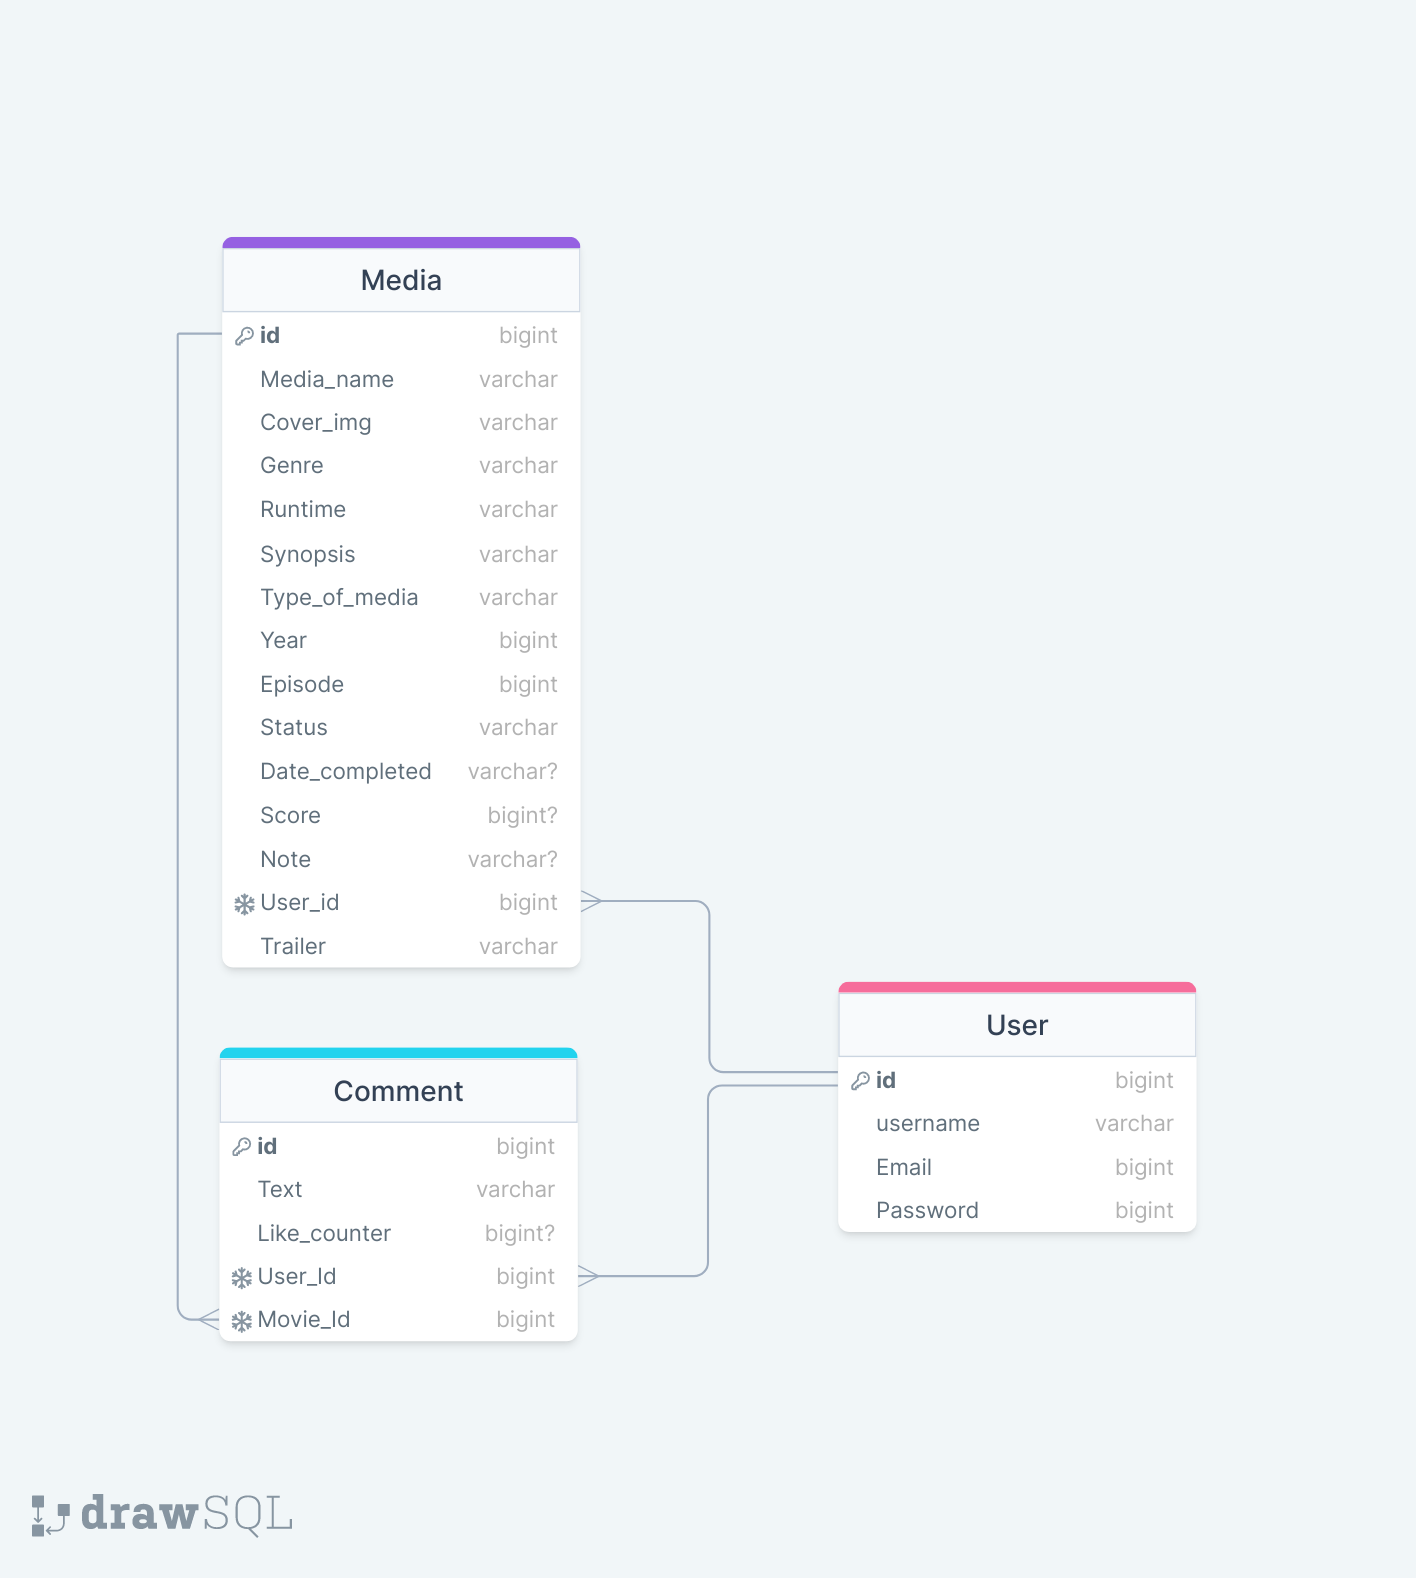 Media
id bigint
Media_name varchar
Cover_img varchar
Genre varchar
Runtime varchar
Synopsis varchar
Type_of_media varchar
Year bigint
Episode bigint
Status varchar
Date_completed varchar?
Score bigint?
Note varchar?
User_id bigint
Trailer varchar
User
id bigint
username varchar
Email bigint
Password bigint
Comment
id bigint
Text varchar
Like_counter bigint?
User_Id bigint
Movie_Id bigint
drawSQL